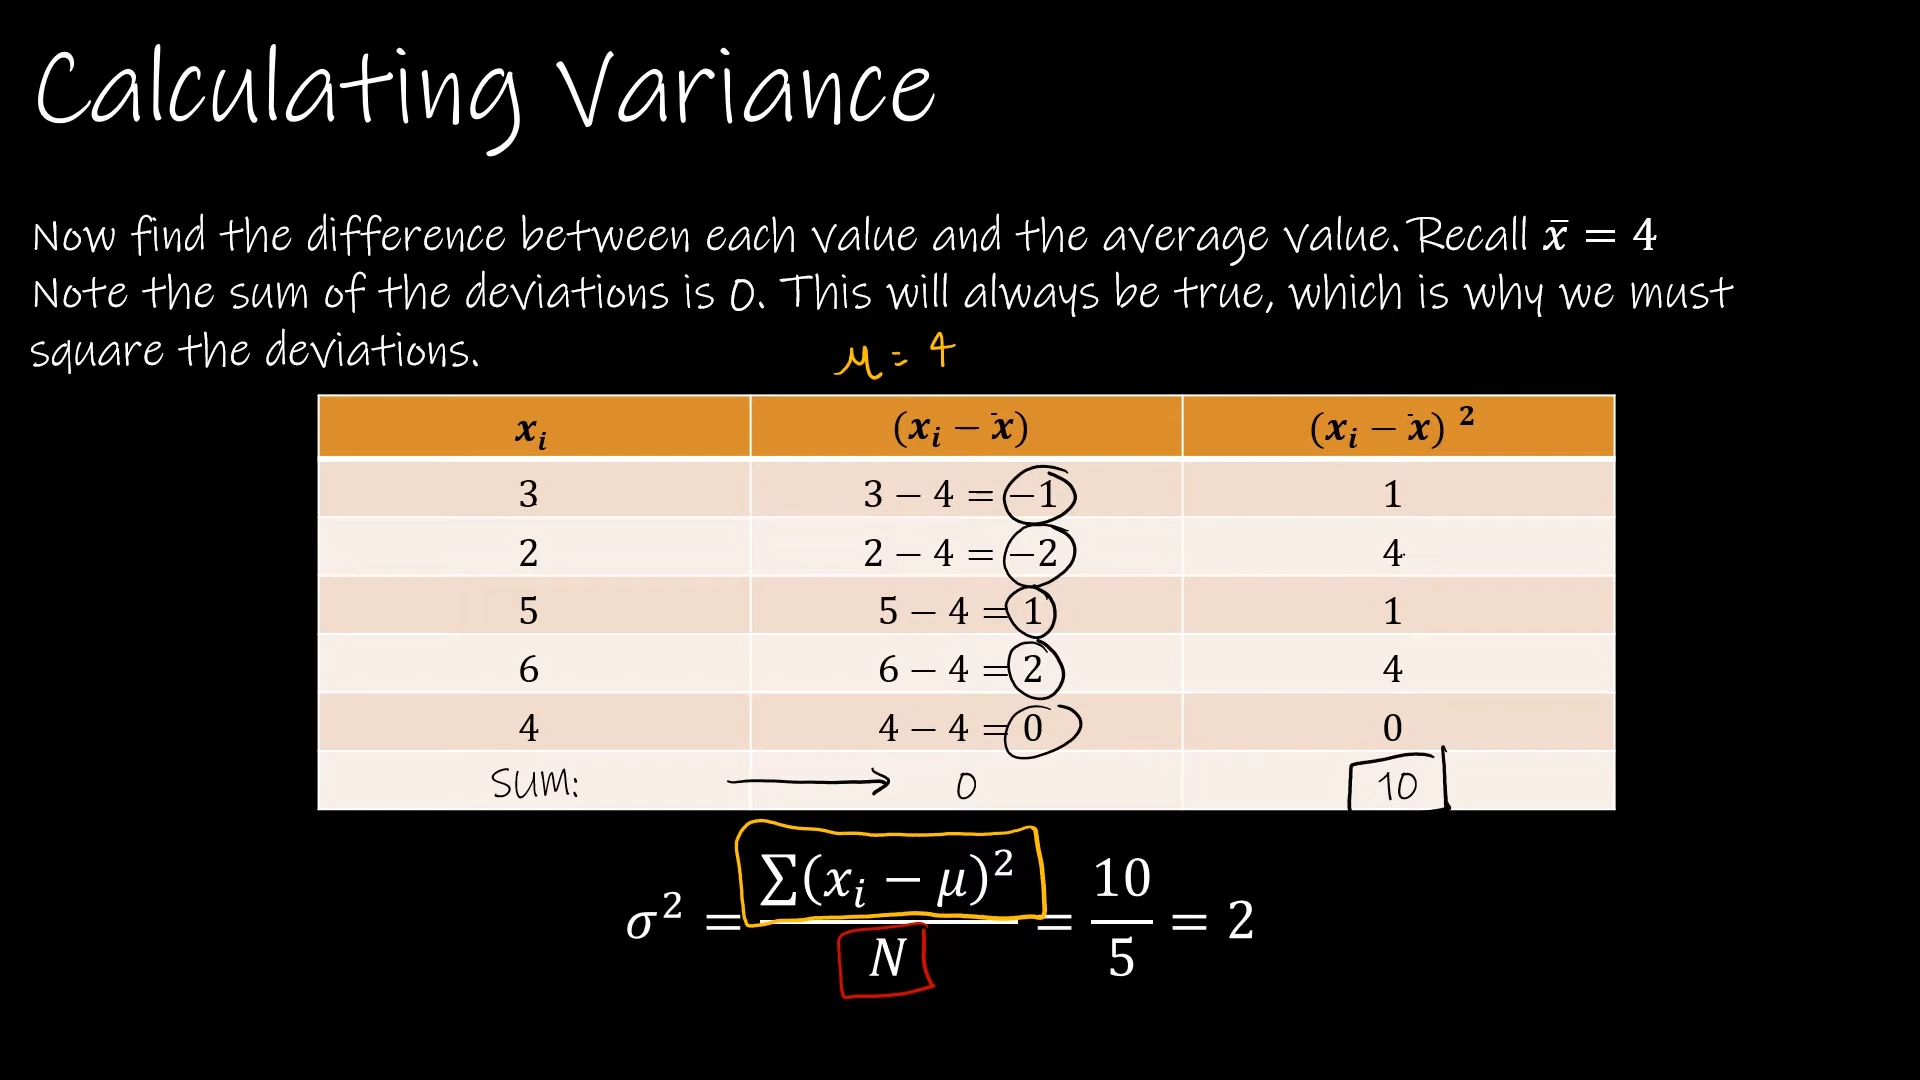 Calculating Variance
Now find the difference between each value and the average value. Recall x̄ = 4
Note the sum of the deviations is 0. This will always be true, which is why we must
square the deviations.
μ = 4
xᵢ (xᵢ − x̄) (xᵢ − x̄) ²
3 3 − 4 = −1 1
2 2 − 4 = −2 4
5 5 − 4 = 1 1
6 6 − 4 = 2 4
4 4 − 4 = 0 0
SUM: 0 10
σ² = ∑(xᵢ − μ)² / N = 10 / 5 = 2